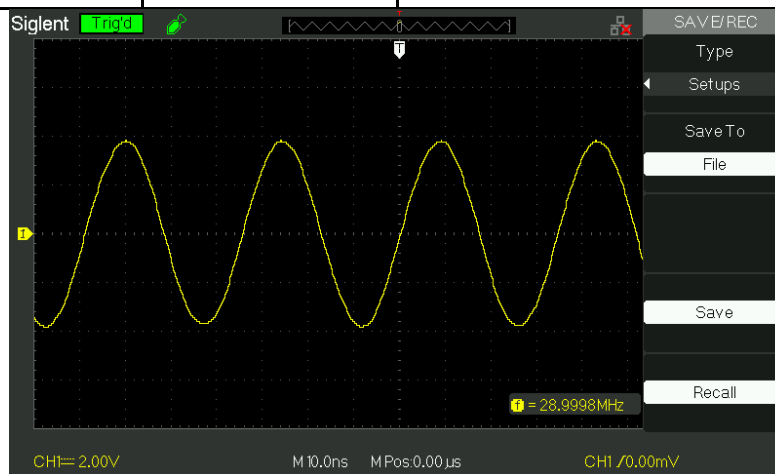 Siglent Trig'd SAVE/REC
T
Type
Setups
Save To
File
I
Save
f = 28.9998MHz
Recall
CH1 2.00V M 10.0ns M Pos:0.00µs CH1 /0.00mV